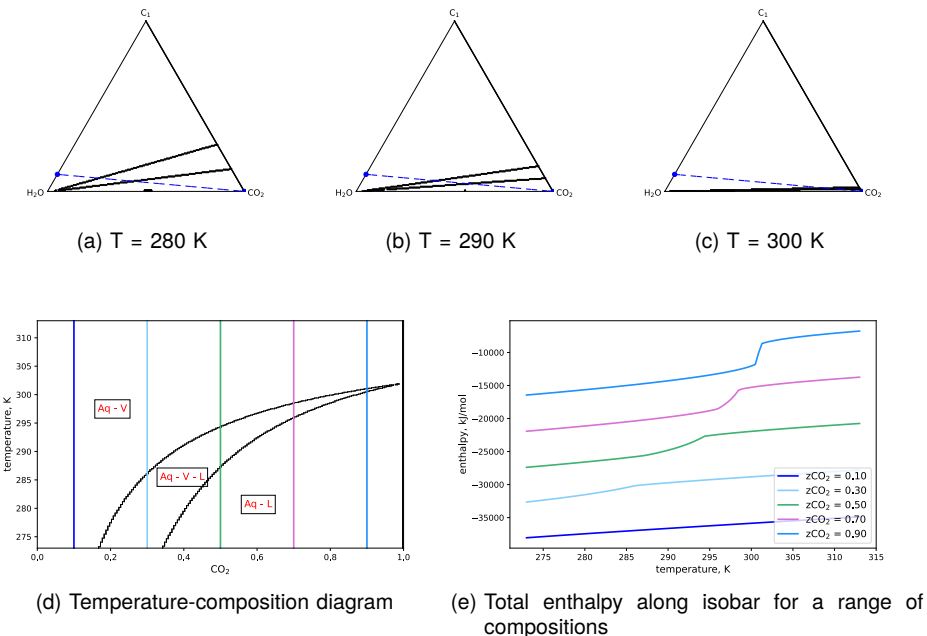 C₁
H₂O
CO₂
(a) T = 280 K
C₁
H₂O
CO₂
(b) T = 290 K
C₁
H₂O
CO₂
(c) T = 300 K
temperature, K
310
305
300
295
290
285
280
275
0,0
0,2
0,4
0,6
0,8
1,0
CO₂
Aq - V
Aq - V - L
Aq - L
(d) Temperature-composition diagram
enthalpy, kJ/mol
−10000
−15000
−20000
−25000
−30000
−35000
275
280
285
290
295
300
305
310
315
temperature, K
zCO₂ = 0.10
zCO₂ = 0.30
zCO₂ = 0.50
zCO₂ = 0.70
zCO₂ = 0.90
(e) Total enthalpy along isobar for a range of
compositions